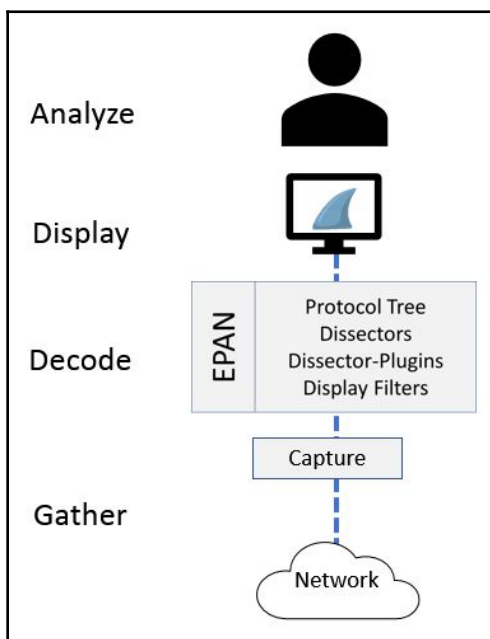 Analyze
Display
Decode
EPAN
Protocol Tree
Dissectors
Dissector-Plugins
Display Filters
Capture
Gather
Network